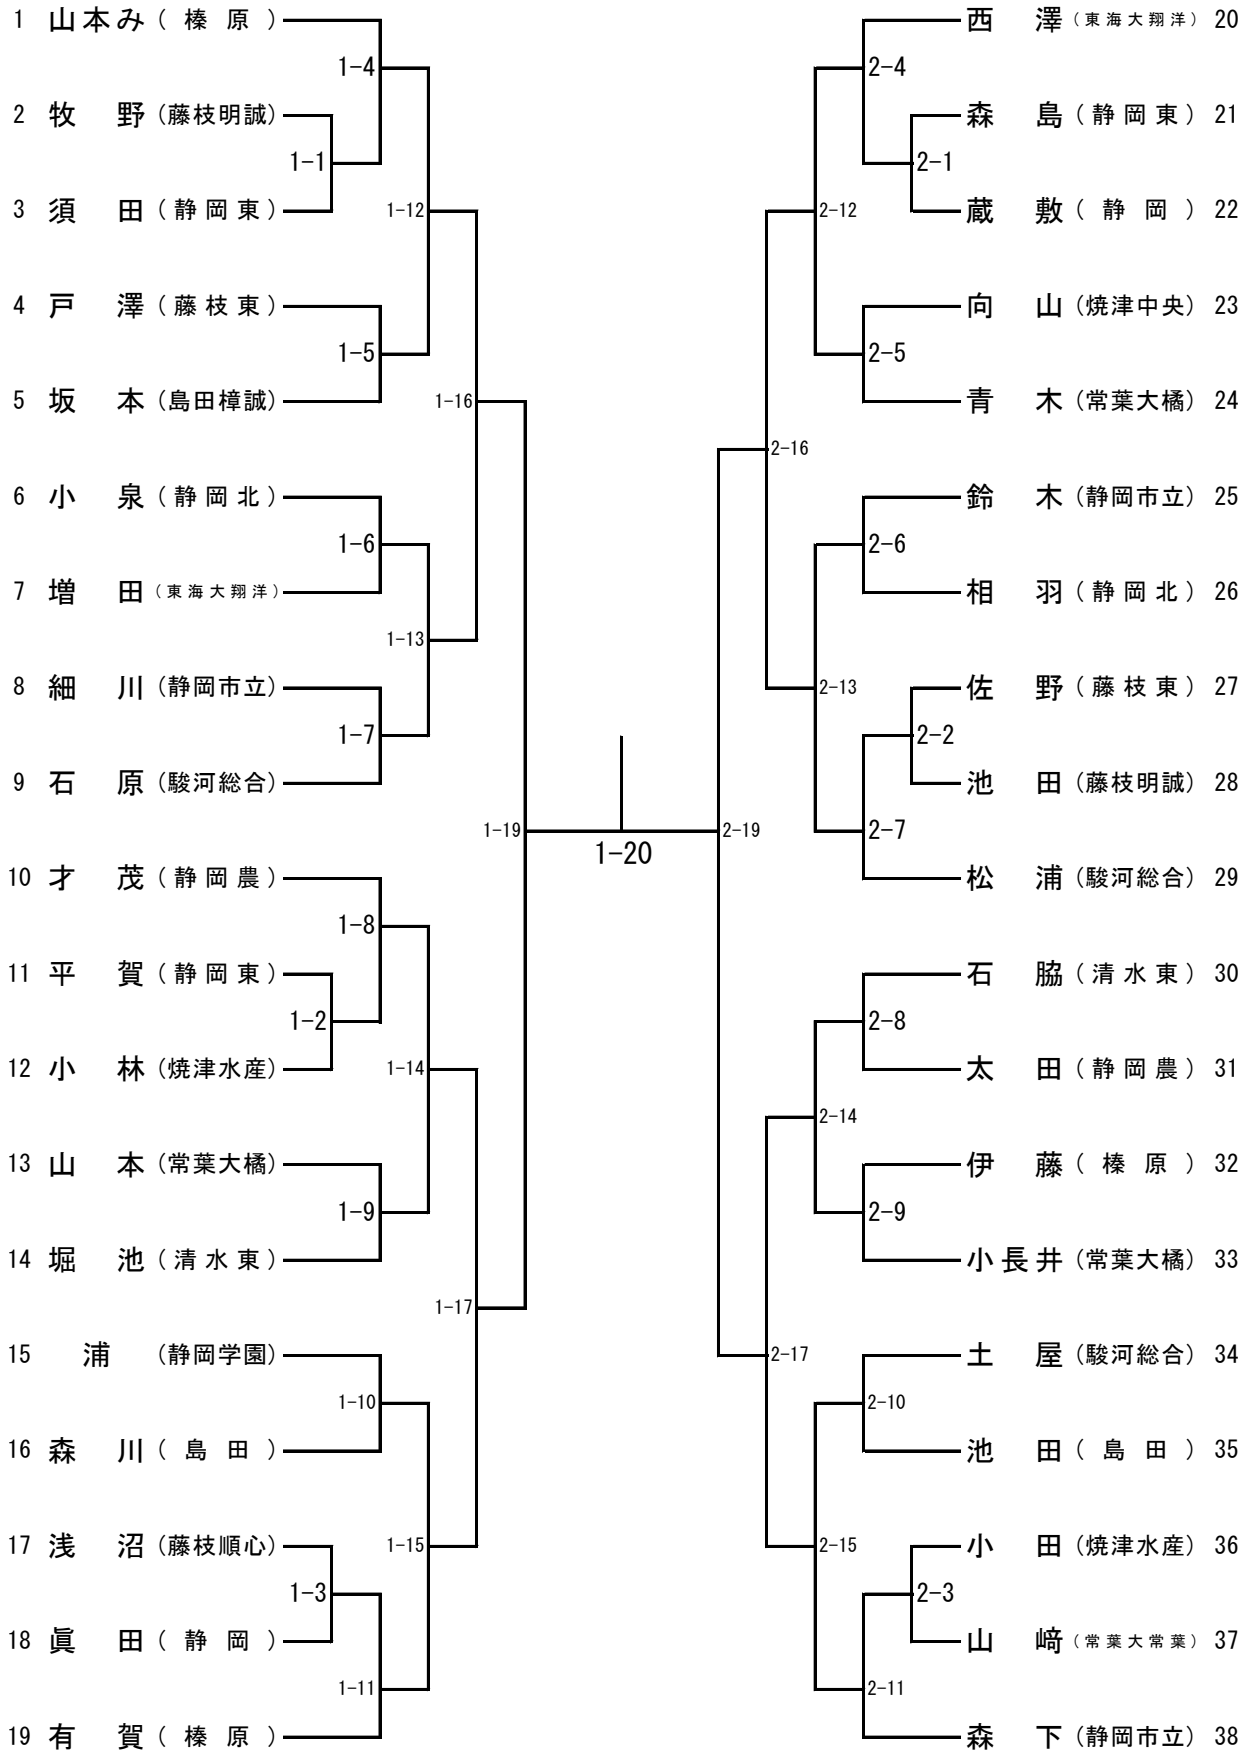 1 山本み (榛原)
1-4
2 牧野 (藤枝明誠)
1-1
3 須田 (静岡東)
1-12
4 戸澤 (藤枝東)
1-5
5 坂本 (島田樟誠)
1-16
6 小泉 (静岡北)
1-6
7 増田 (東海大翔洋)
1-13
8 細川 (静岡市立)
1-7
9 石原 (駿河総合)
1-19
10 才茂 (静岡農)
1-8
11 平賀 (静岡東)
1-2
12 小林 (焼津水産)
1-14
13 山本 (常葉大橘)
1-9
14 堀池 (清水東)
1-17
15 浦 (静岡学園)
1-10
16 森川 (島田)
17 浅沼 (藤枝順心)
1-15
1-3
18 眞田 (静岡)
1-11
19 有賀 (榛原)
1-20
西澤 (東海大翔洋) 20
2-4
森島 (静岡東) 21
2-1
蔵敷 (静岡) 22
2-12
向山 (焼津中央) 23
2-5
青木 (常葉大橘) 24
2-16
鈴木 (静岡市立) 25
2-6
相羽 (静岡北) 26
佐野 (藤枝東) 27
2-13
2-2
池田 (藤枝明誠) 28
2-19
2-7
松浦 (駿河総合) 29
石脇 (清水東) 30
2-8
太田 (静岡農) 31
2-14
伊藤 (榛原) 32
2-9
小長井 (常葉大橘) 33
土屋 (駿河総合) 34
2-17
2-10
池田 (島田) 35
小田 (焼津水産) 36
2-15
2-3
山﨑 (常葉大常葉) 37
2-11
森下 (静岡市立) 38